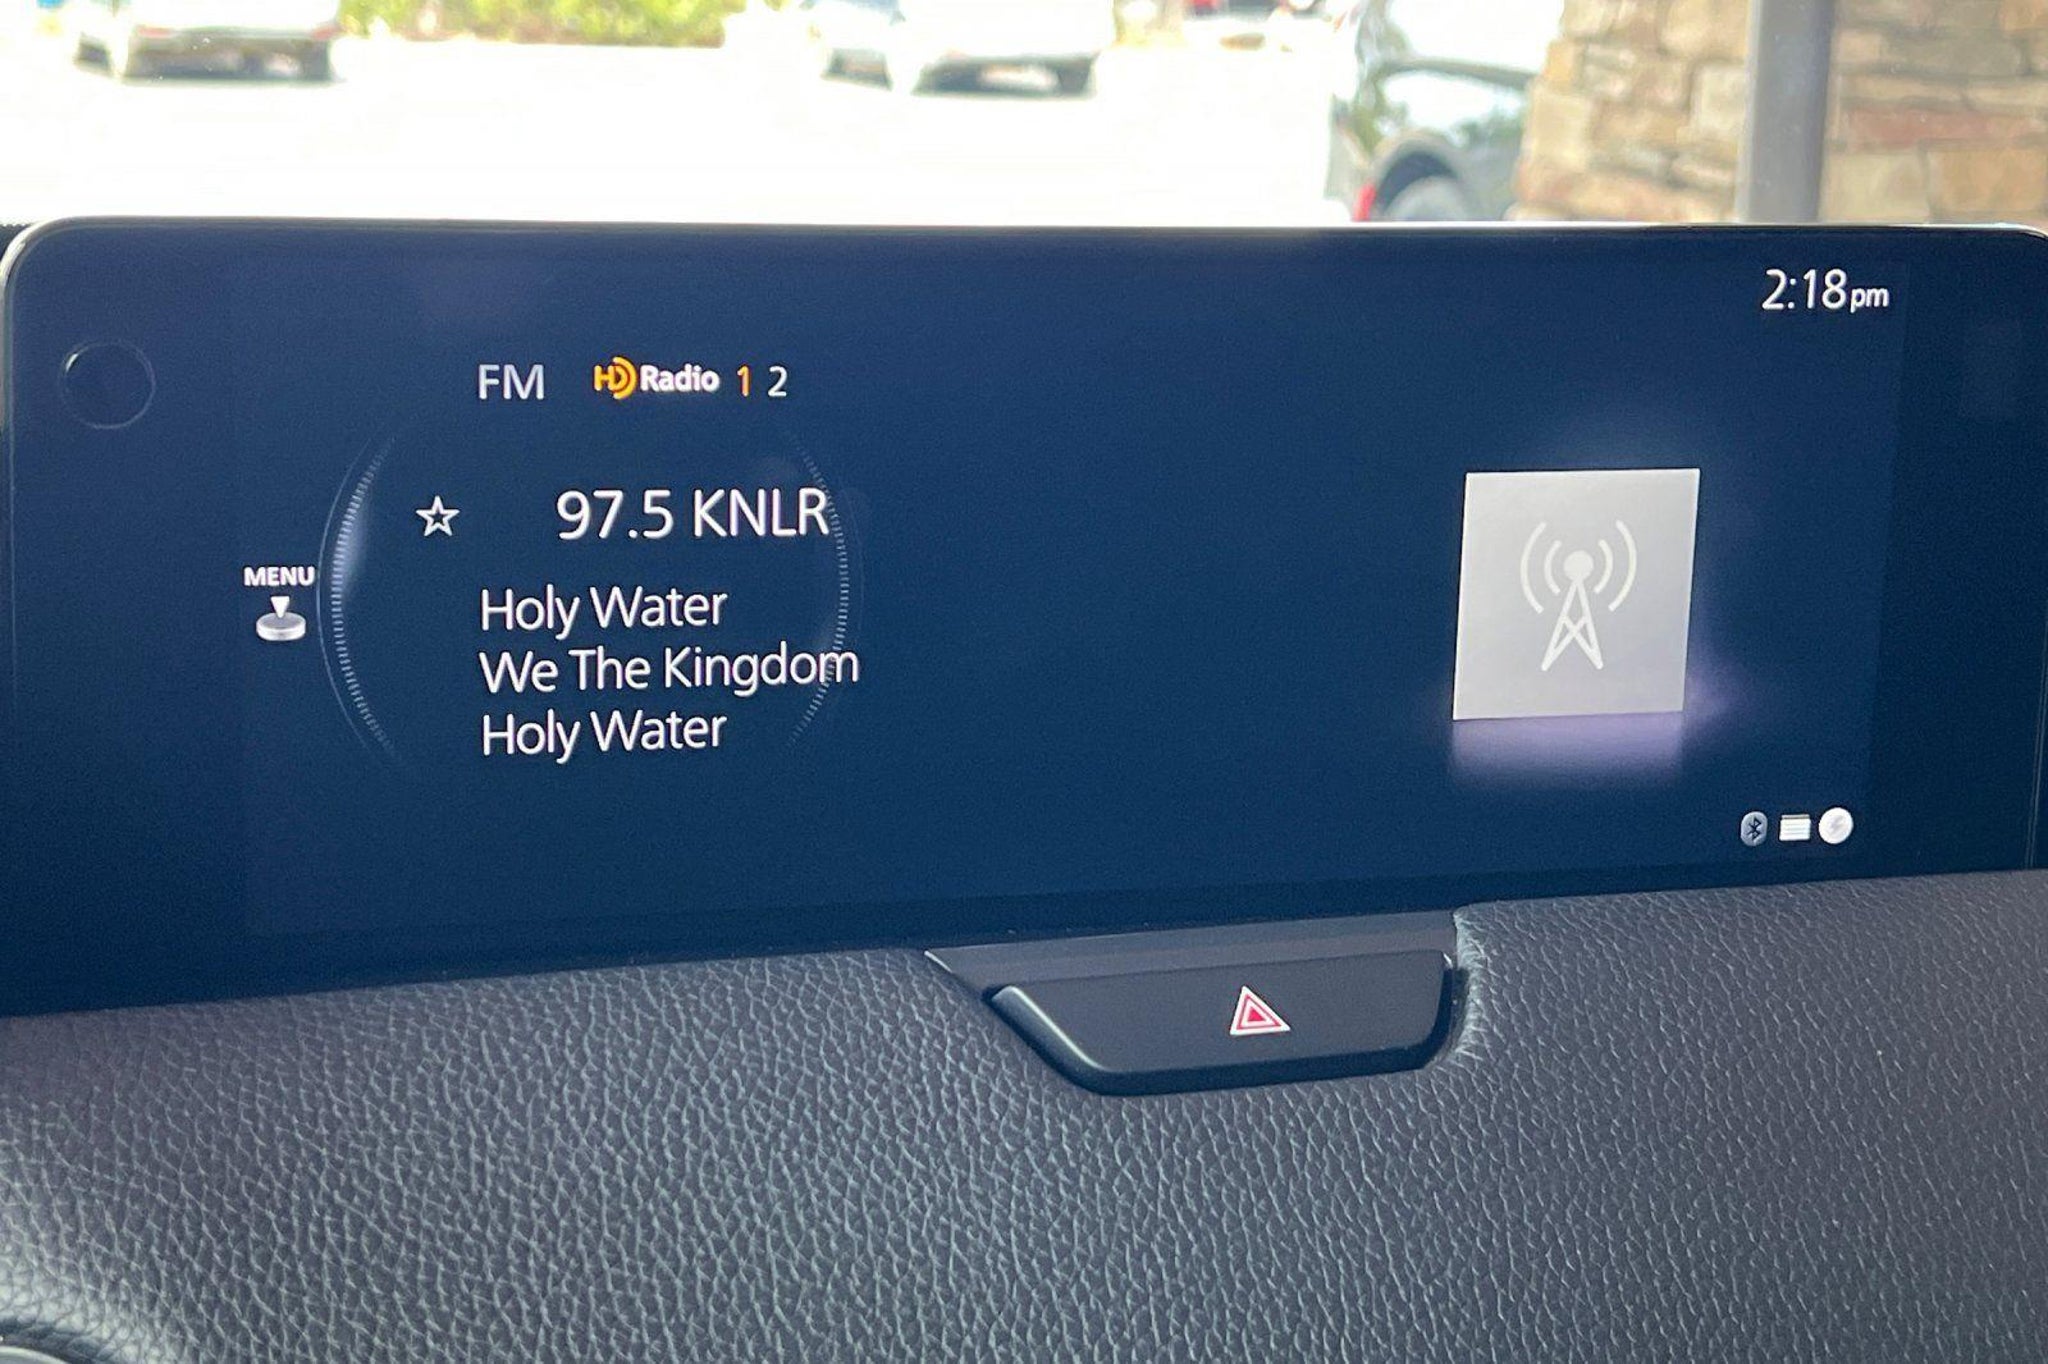 2:18pm
FM HD Radio 1 2
97.5 KNLR
MENU
Holy Water
We The Kingdom
Holy Water